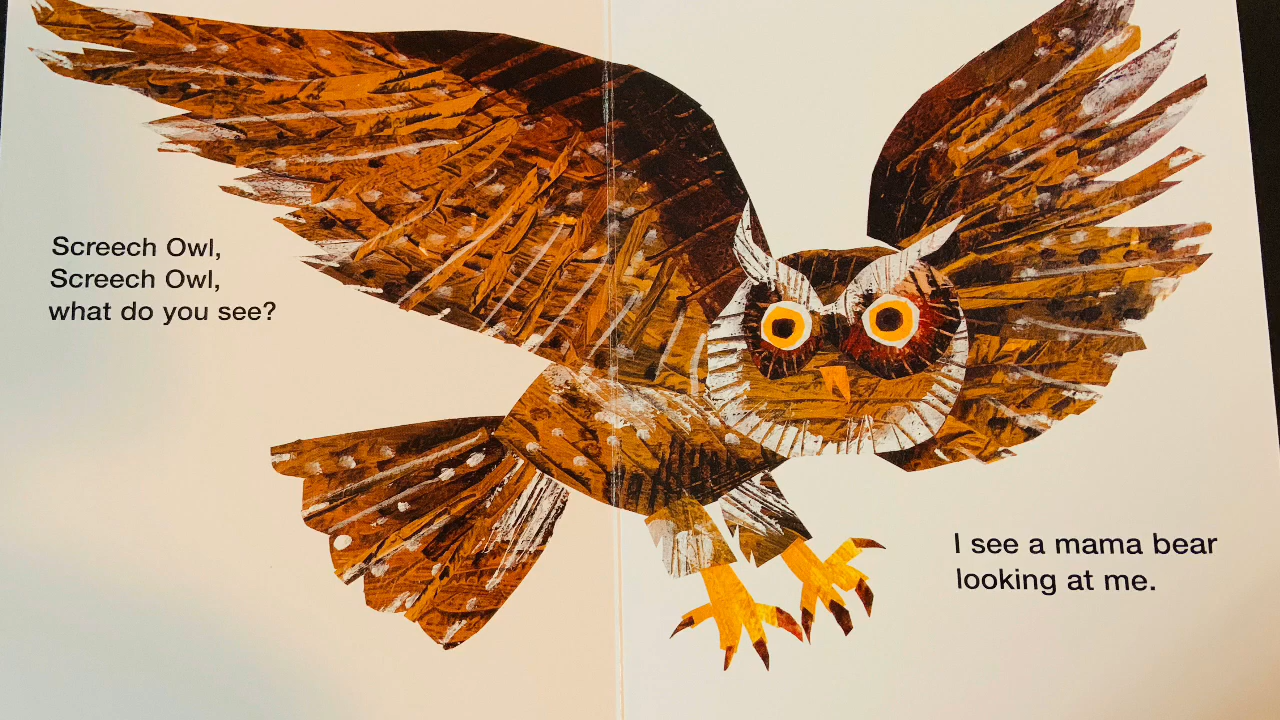 Screech Owl,
Screech Owl,
what do you see?
I see a mama bear
looking at me.